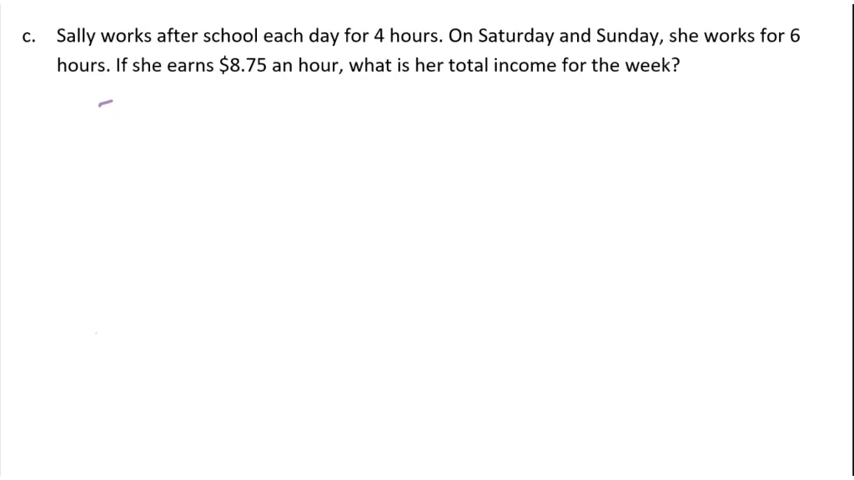 c. Sally works after school each day for 4 hours. On Saturday and Sunday, she works for 6
hours. If she earns $8.75 an hour, what is her total income for the week?